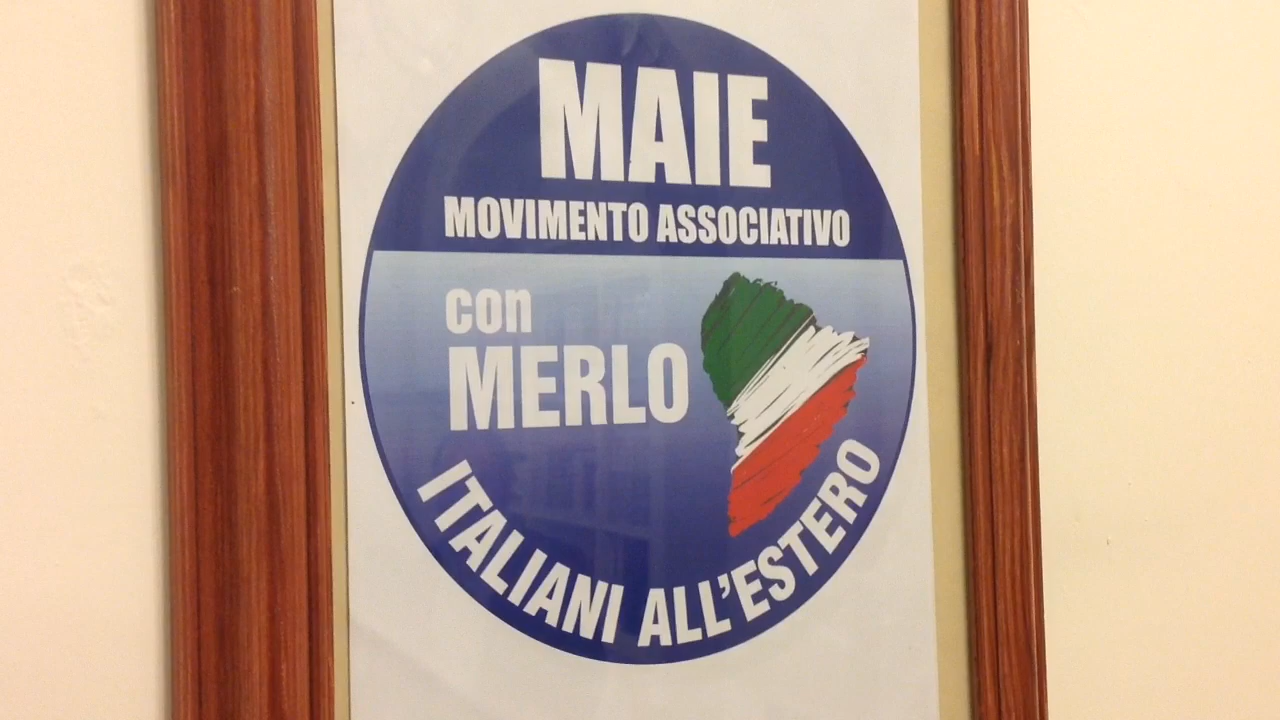 MAIE
MOVIMENTO ASSOCIATIVO
con
MERLO
ITALIANI ALL'ESTERO